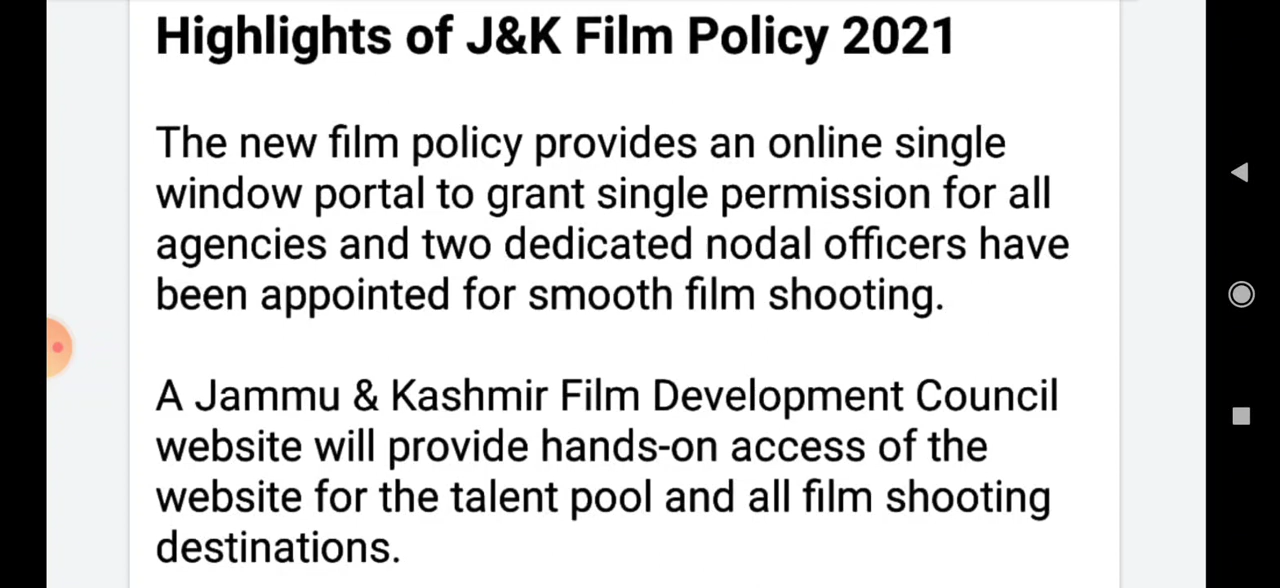 Highlights of J&K Film Policy 2021
The new film policy provides an online single
window portal to grant single permission for all
agencies and two dedicated nodal officers have
been appointed for smooth film shooting.
A Jammu & Kashmir Film Development Council
website will provide hands-on access of the
website for the talent pool and all film shooting
destinations.